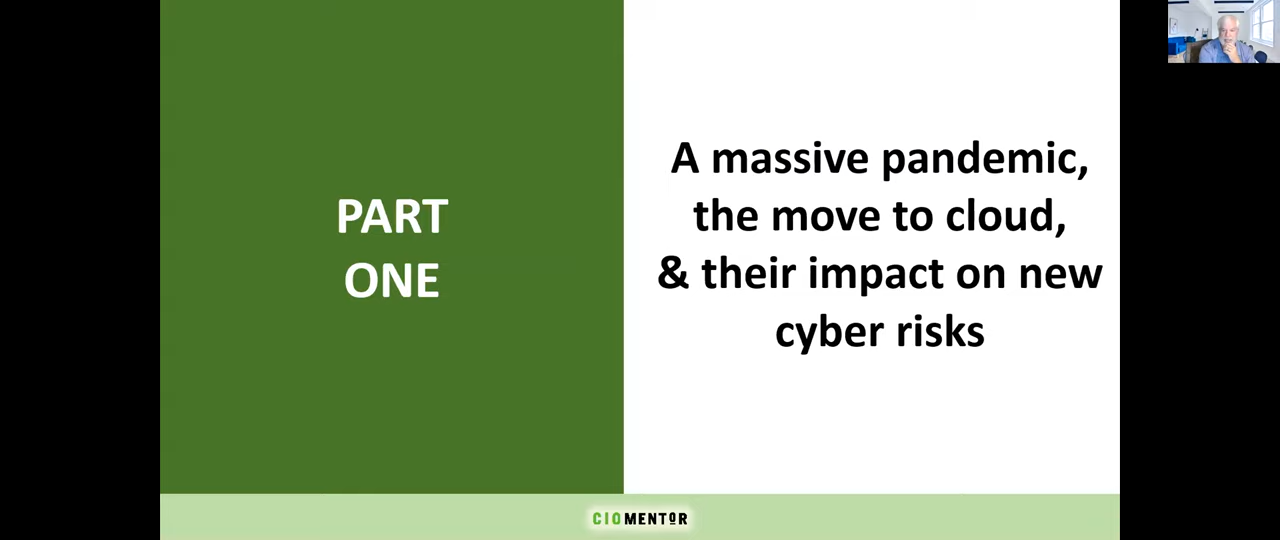 PART
ONE
A massive pandemic,
the move to cloud,
& their impact on new
cyber risks
CIOMENTOR